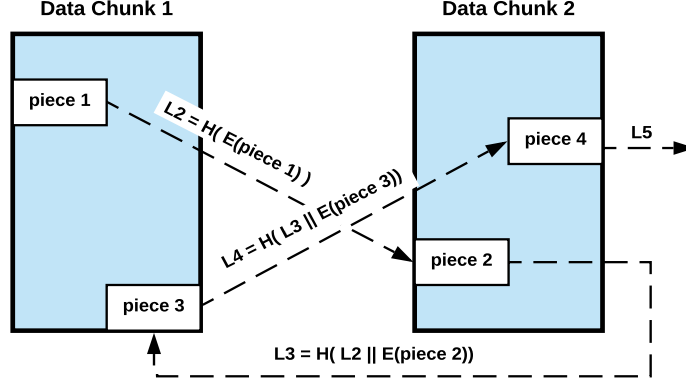 Data Chunk 1
Data Chunk 2
piece 1
L2 = H( E(piece 1) )
piece 4
L5
L4 = H( L3 || E(piece 3))
piece 2
piece 3
L3 = H( L2 || E(piece 2))